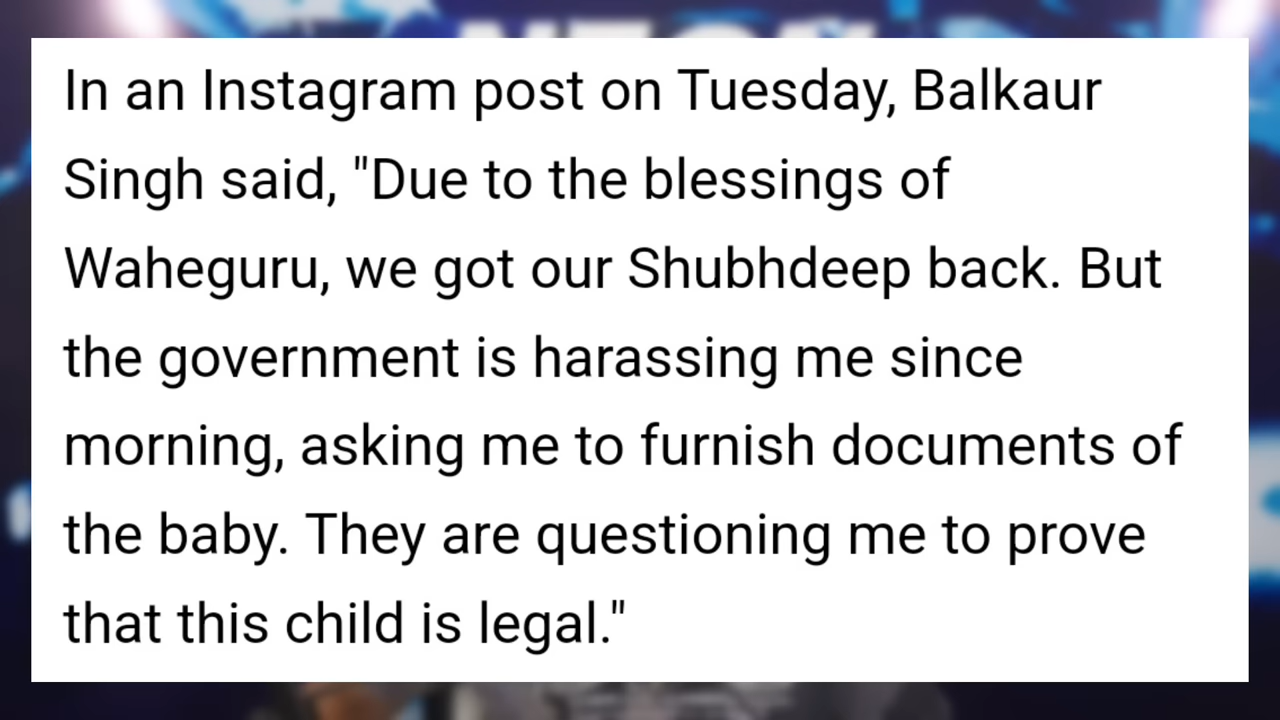 In an Instagram post on Tuesday, Balkaur
Singh said, "Due to the blessings of
Waheguru, we got our Shubhdeep back. But
the government is harassing me since
morning, asking me to furnish documents of
the baby. They are questioning me to prove
that this child is legal."